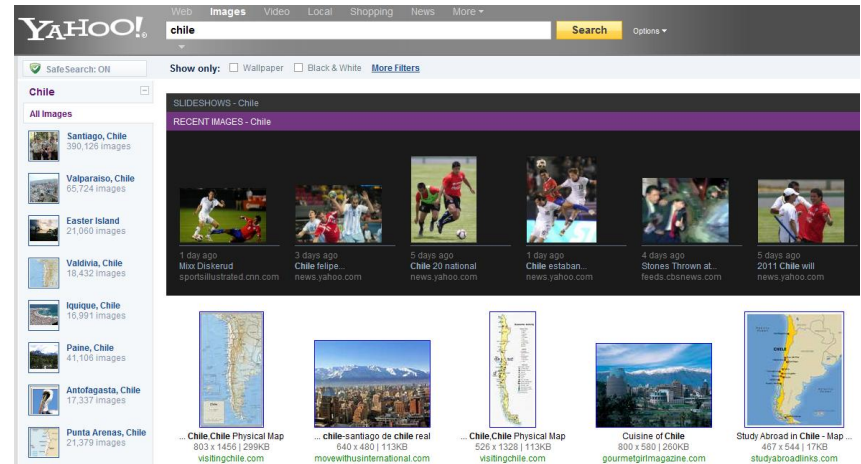 Web Images Video Local Shopping News More
YAHOO!
chile
Search
Options
SafeSearch: ON
Show only: Wallpaper Black & White More Filters
Chile
All Images
Santiago, Chile
390,126 images
Valparaiso, Chile
65,724 images
Easter Island
21,060 images
Valdivia, Chile
18,432 images
Iquique, Chile
16,991 images
Paine, Chile
41,106 images
Antofagasta, Chile
17,337 images
Punta Arenas, Chile
21,379 images
SLIDESHOWS - Chile
RECENT IMAGES - Chile
1 day ago
Mixx Diskerud
sportsillustrated.cnn.com
3 days ago
Chile felipe...
news.yahoo.com
5 days ago
Chile 20 national
news.yahoo.com
1 day ago
Chile estaban...
news.yahoo.com
4 days ago
Stones Thrown at...
feeds.cbsnews.com
5 days ago
2011 Chile will
news.yahoo.com
... Chile,Chile Physical Map
803 x 1456 | 299KB
visitingchile.com
... chile-santiago de chile real
640 x 480 | 113KB
movewithusinternational.com
... Chile,Chile Physical Map
526 x 1328 | 113KB
visitingchile.com
Cuisine of Chile
800 x 580 | 260KB
gourmetgirlmagazine.com
CHILE
Study Abroad in Chile - Map ...
467 x 544 | 17KB
studyabroadlinks.com